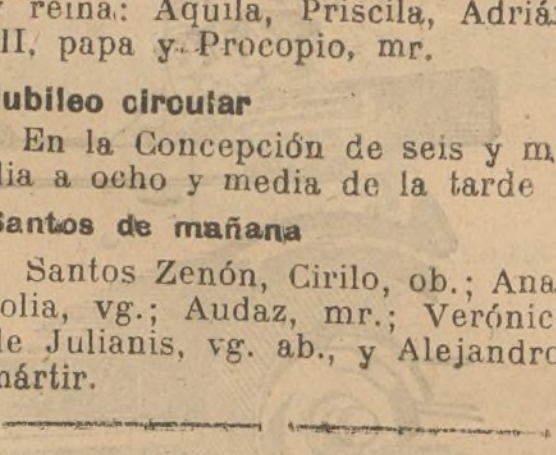 reina: Aquila, Priscila, Adriá
II, papa y Procopio, mr.
ubileo circular
En la Concepción de seis y m
dia a ocho y media de la tarde
Santos de mañana
Santos Zenón, Cirilo, ob.; Ana
olia, vg.; Audaz, mr.; Verónic
de Julianis, vg. ab., y Alejandro
mártir.